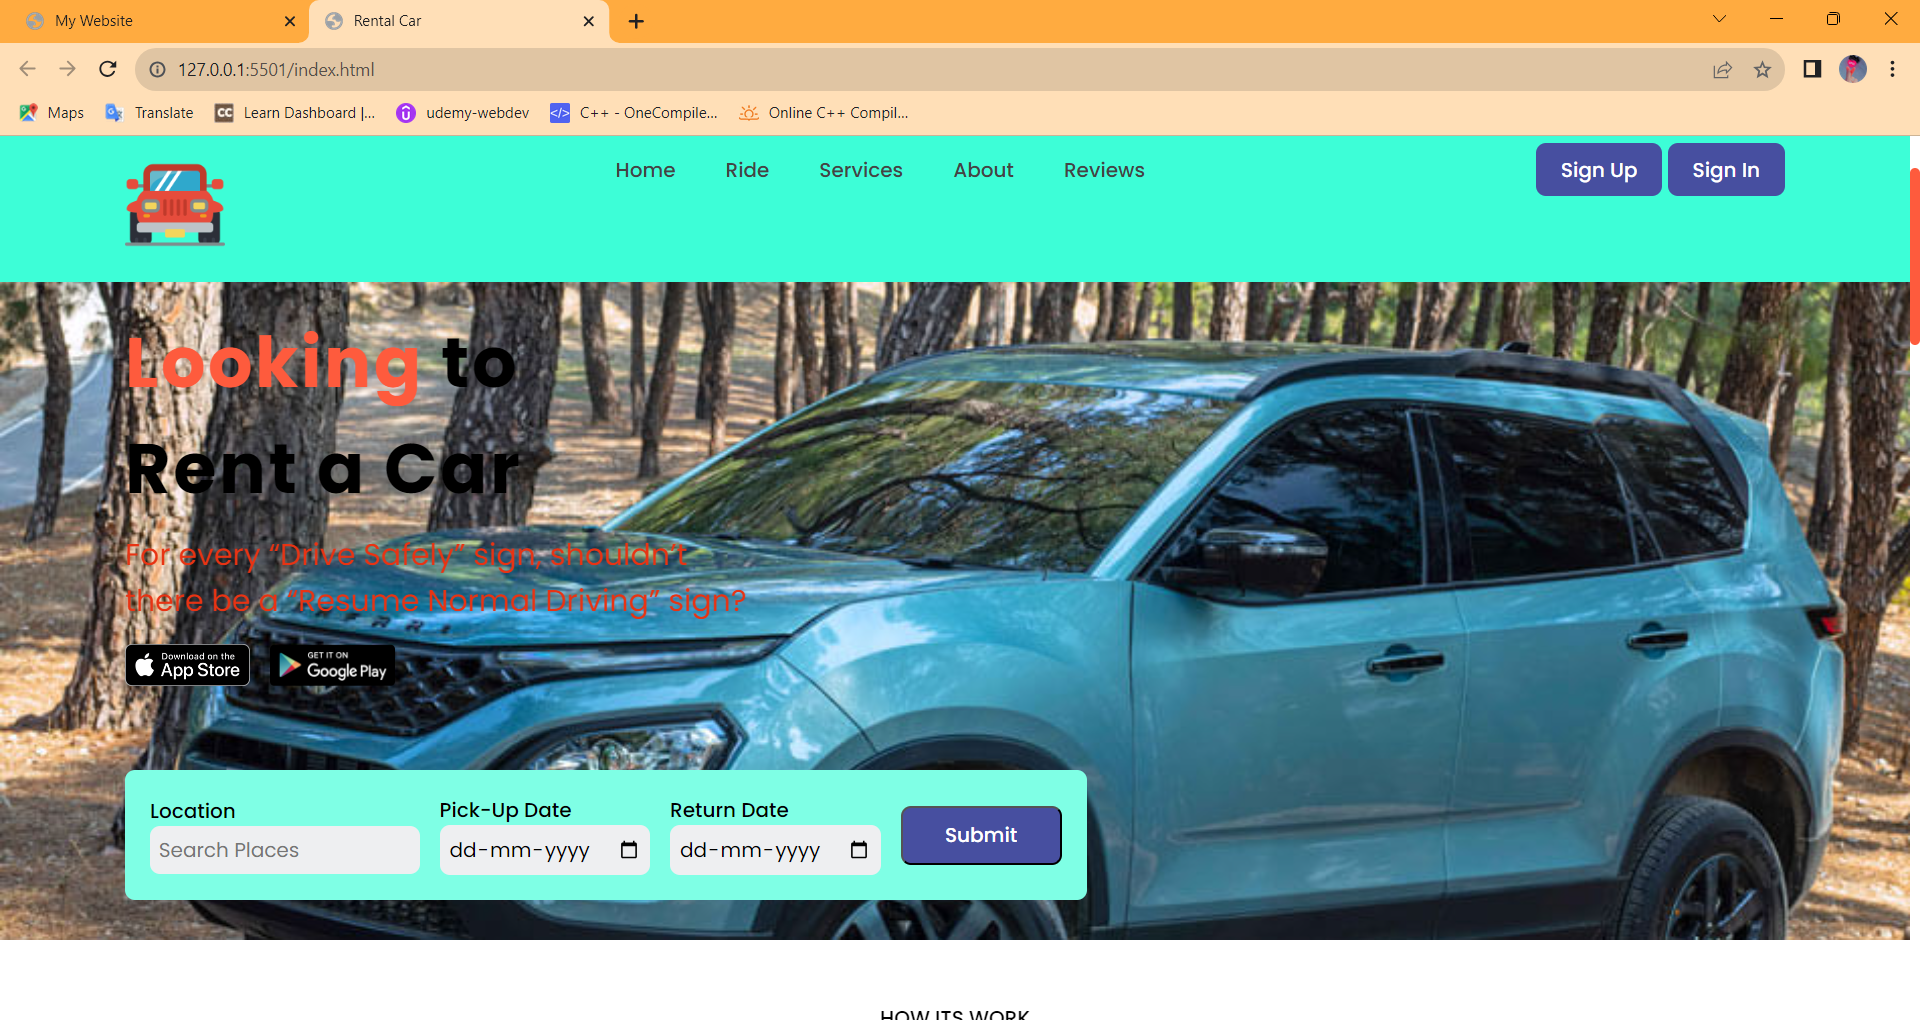 My Website
Rental Car
127.0.0.1:5501/index.html
Maps
Translate
Learn Dashboard |...
udemy-webdev
C++ - OneCompile...
Online C++ Compil...
Home
Ride
Services
About
Reviews
Sign Up
Sign In
Looking to
Rent a Car
For every “Drive Safely” sign, shouldn’t
there be a “Resume Normal Driving” sign?
Download on the
App Store
GET IT ON
Google Play
Location
Search Places
Pick-Up Date
dd-mm-yyyy
Return Date
dd-mm-yyyy
Submit
HOW ITS WORK